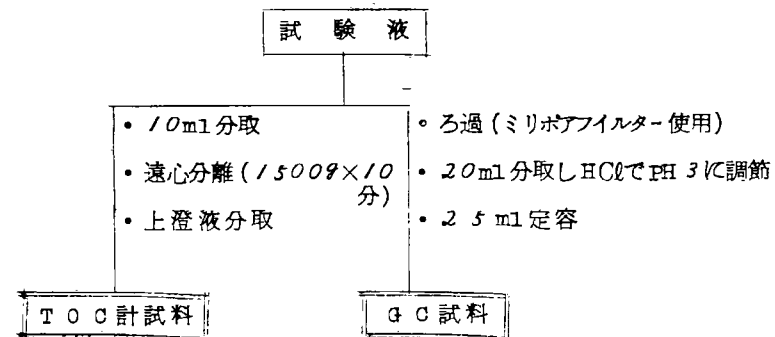 試験液
・10ml分取
・遠心分離(1500g×10
分)
・上澄液分取
TOC計試料
・ろ過(ミリポアフイルター使用)
・20ml分取しHClでPH3に調節
・25ml定容
GC試料